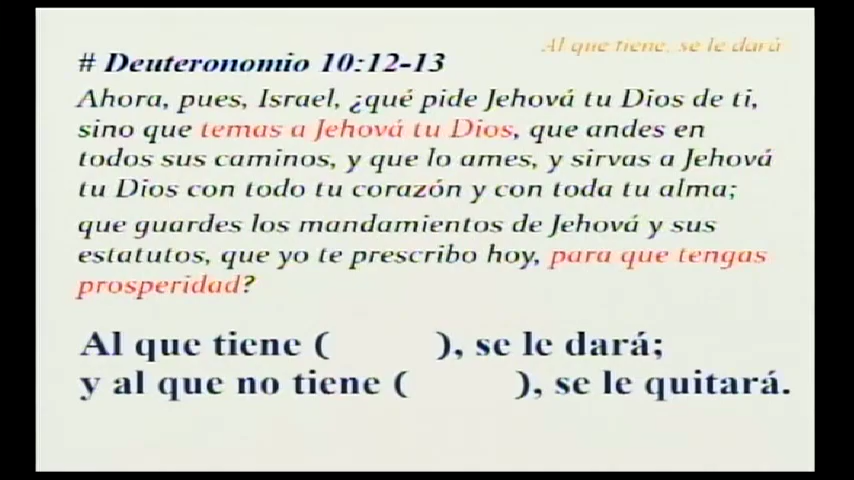 Al que tiene, se le dará
# Deuteronomio 10:12-13
Ahora, pues, Israel, ¿qué pide Jehová tu Dios de ti,
sino que temas a Jehová tu Dios, que andes en
todos sus caminos, y que lo ames, y sirvas a Jehová
tu Dios con todo tu corazón y con toda tu alma;
que guardes los mandamientos de Jehová y sus
estatutos, que yo te prescribo hoy, para que tengas
prosperidad?
Al que tiene (          ), se le dará;
y al que no tiene (          ), se le quitará.